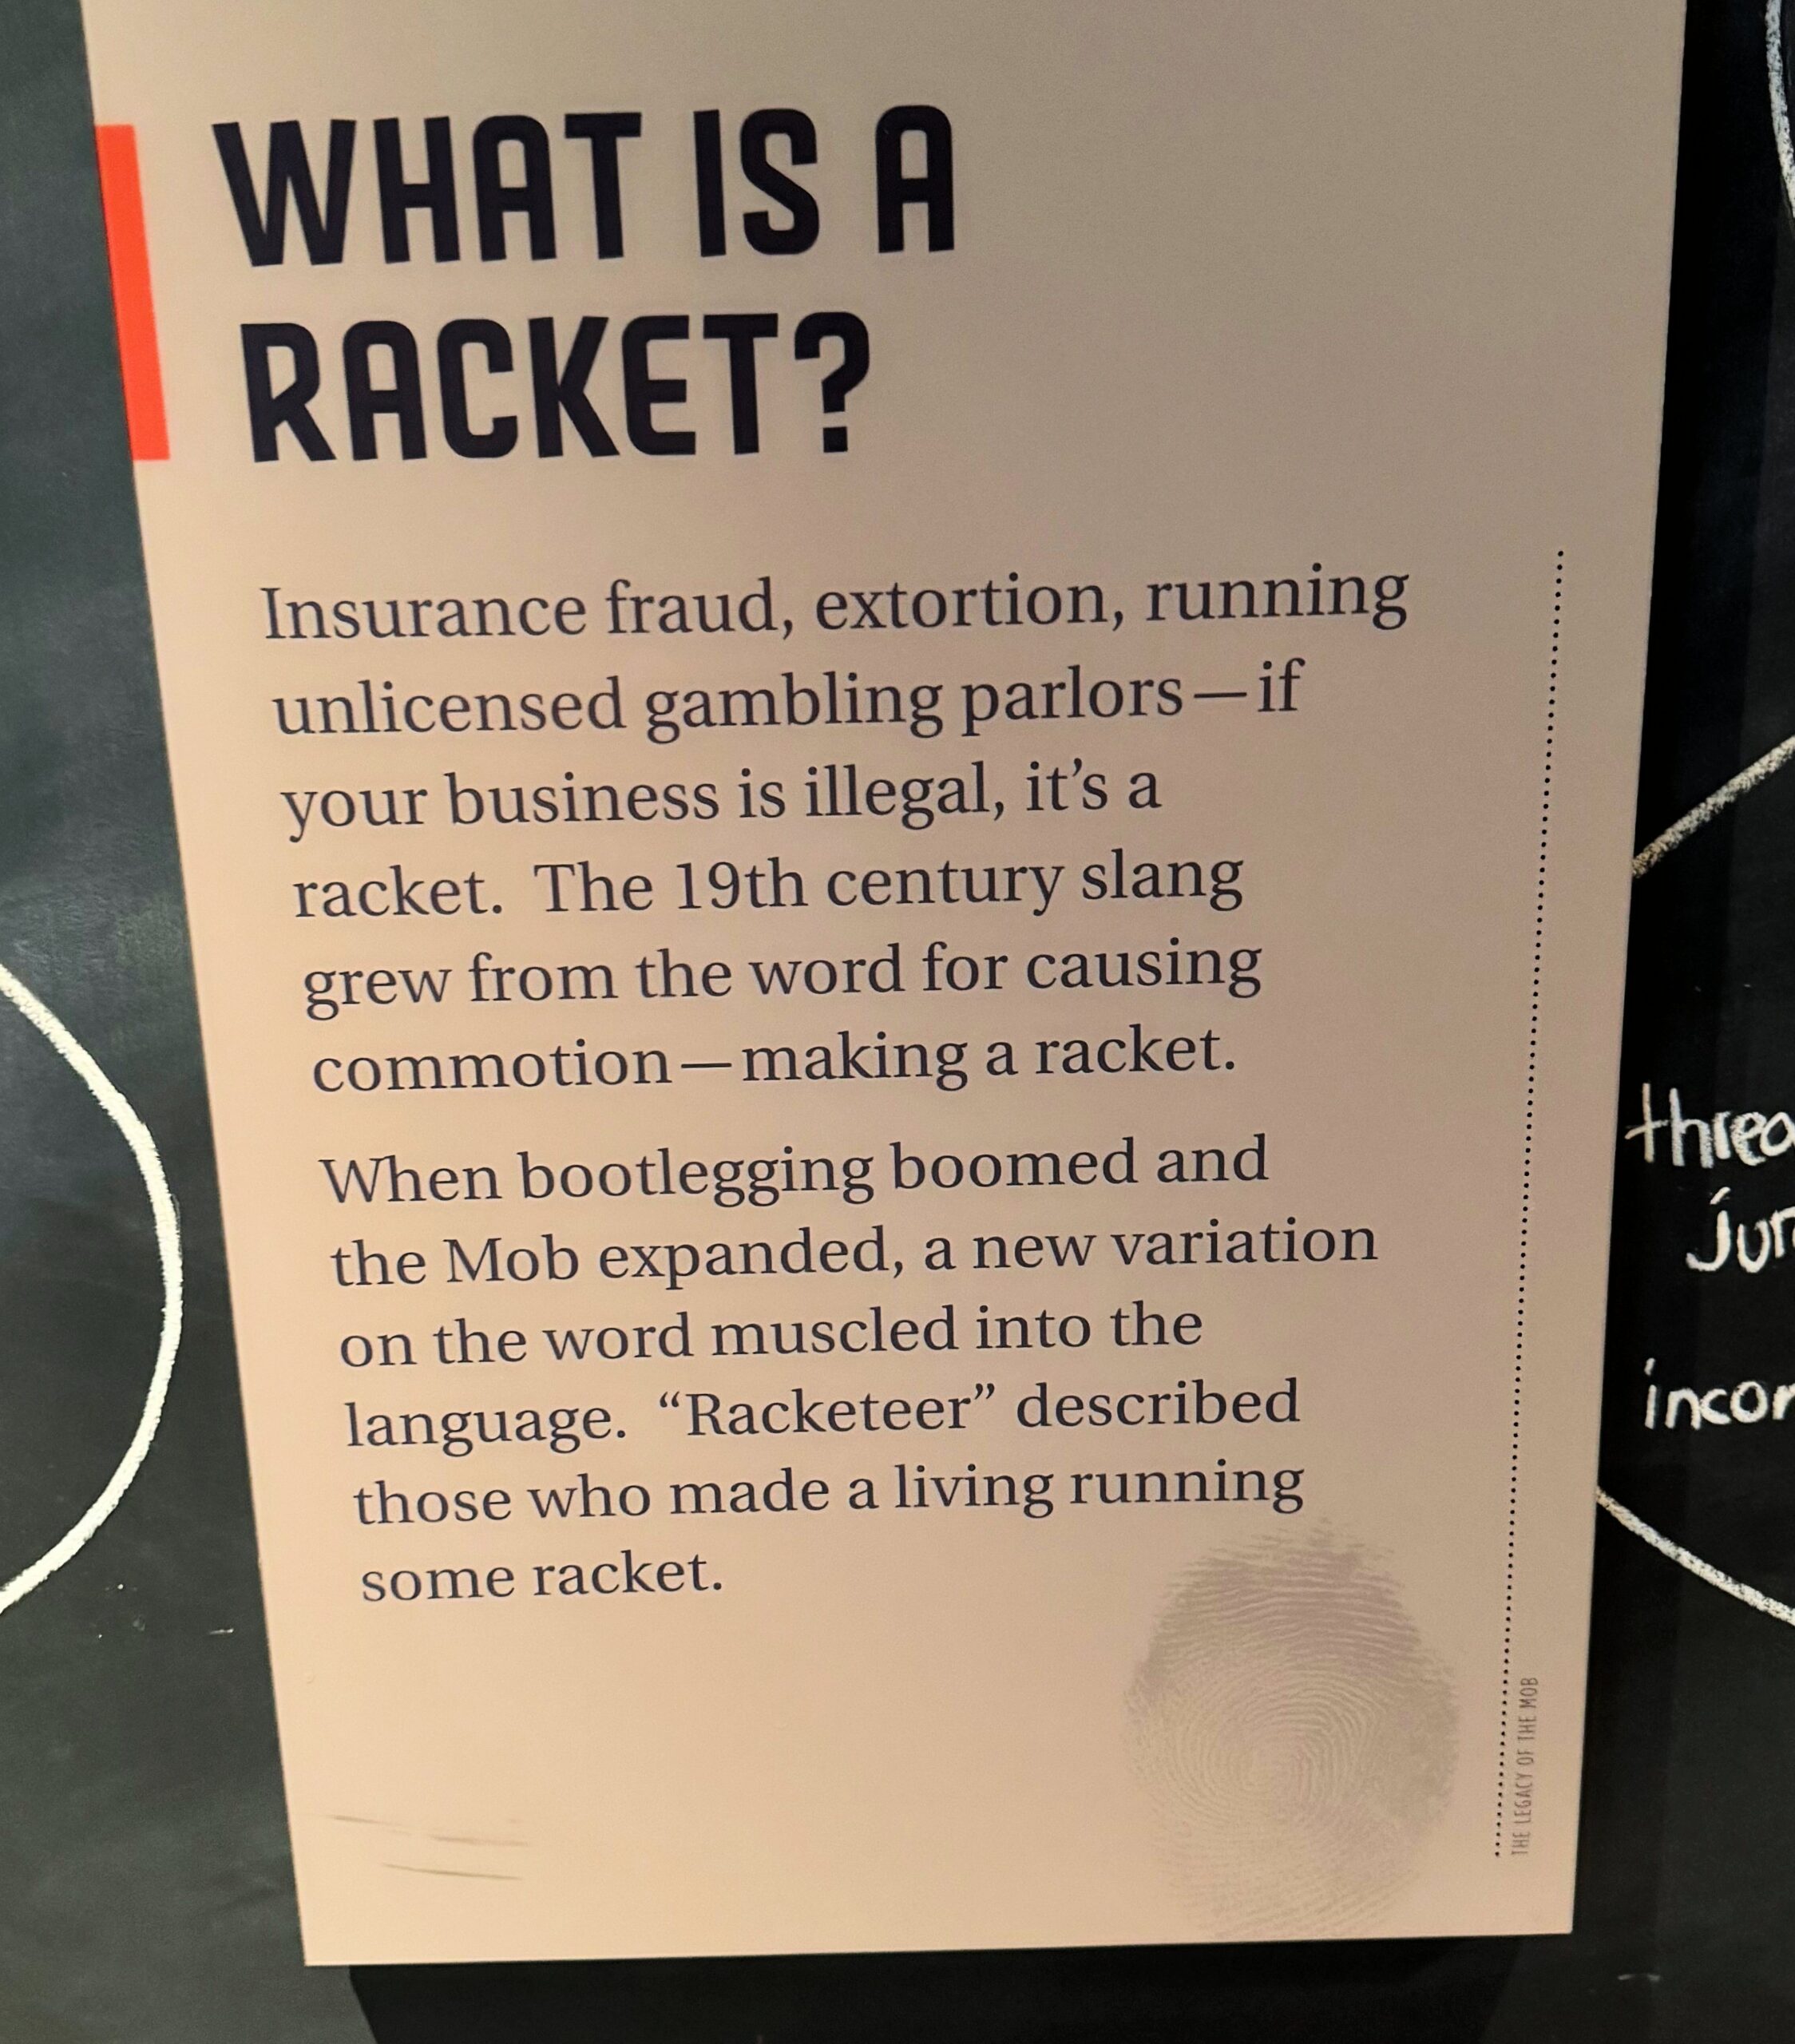 WHAT IS A
RACKET?
Insurance fraud, extortion, running
unlicensed gambling parlors—if
your business is illegal, it’s a
racket. The 19th century slang
grew from the word for causing
commotion—making a racket.
When bootlegging boomed and
the Mob expanded, a new variation
on the word muscled into the
language. “Racketeer” described
those who made a living running
some racket.
THE LEGACY OF THE MOB